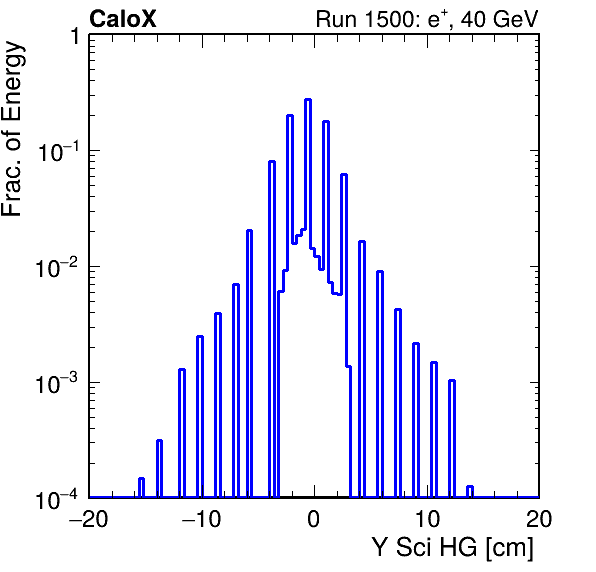 CaloX Run 1500: e⁺, 40 GeV
Frac. of Energy
1
10⁻¹
10⁻²
10⁻³
10⁻⁴
−20 −10 0 10 20
Y Sci HG [cm]